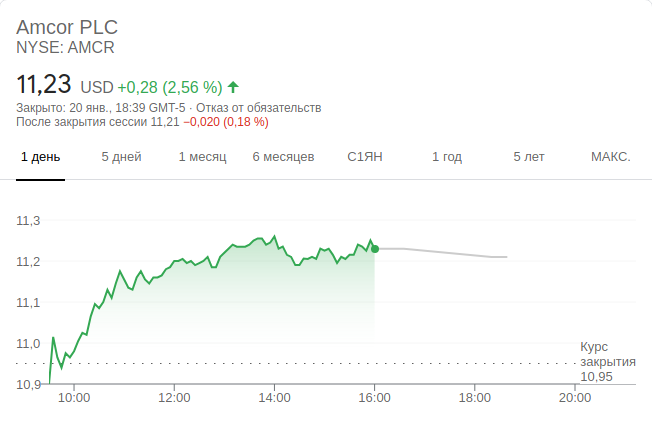 Amcor PLC
NYSE: AMCR
11,23 USD +0,28 (2,56 %)
Закрыто: 20 янв., 18:39 GMT-5 · Отказ от обязательств
После закрытия сессии 11,21 −0,020 (0,18 %)
1 день 5 дней 1 месяц 6 месяцев С1ЯН 1 год 5 лет МАКС.
11,3
11,2
11,1
11,0
Курс
закрытия
10,95
10,9
10:00 12:00 14:00 16:00 18:00 20:00